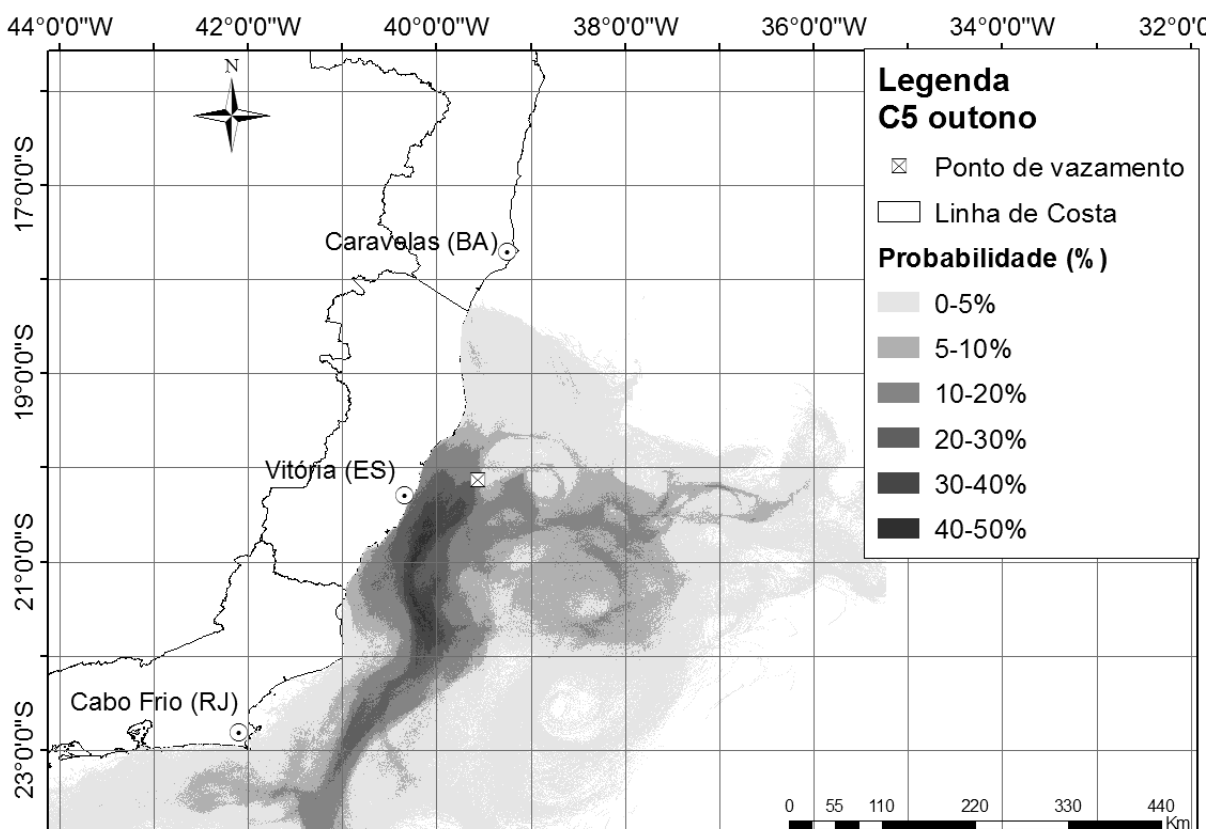 44°0'0"W 42°0'0"W 40°0'0"W 38°0'0"W 36°0'0"W 34°0'0"W 32°0'0
N
17°0'0"S
19°0'0"S
21°0'0"S
23°0'0"S
Caravelas (BA)
Vitória (ES)
Cabo Frio (RJ)
Legenda
C5 outono
Ponto de vazamento
Linha de Costa
Probabilidade (%)
0-5%
5-10%
10-20%
20-30%
30-40%
40-50%
0 55 110 220 330 440
Km